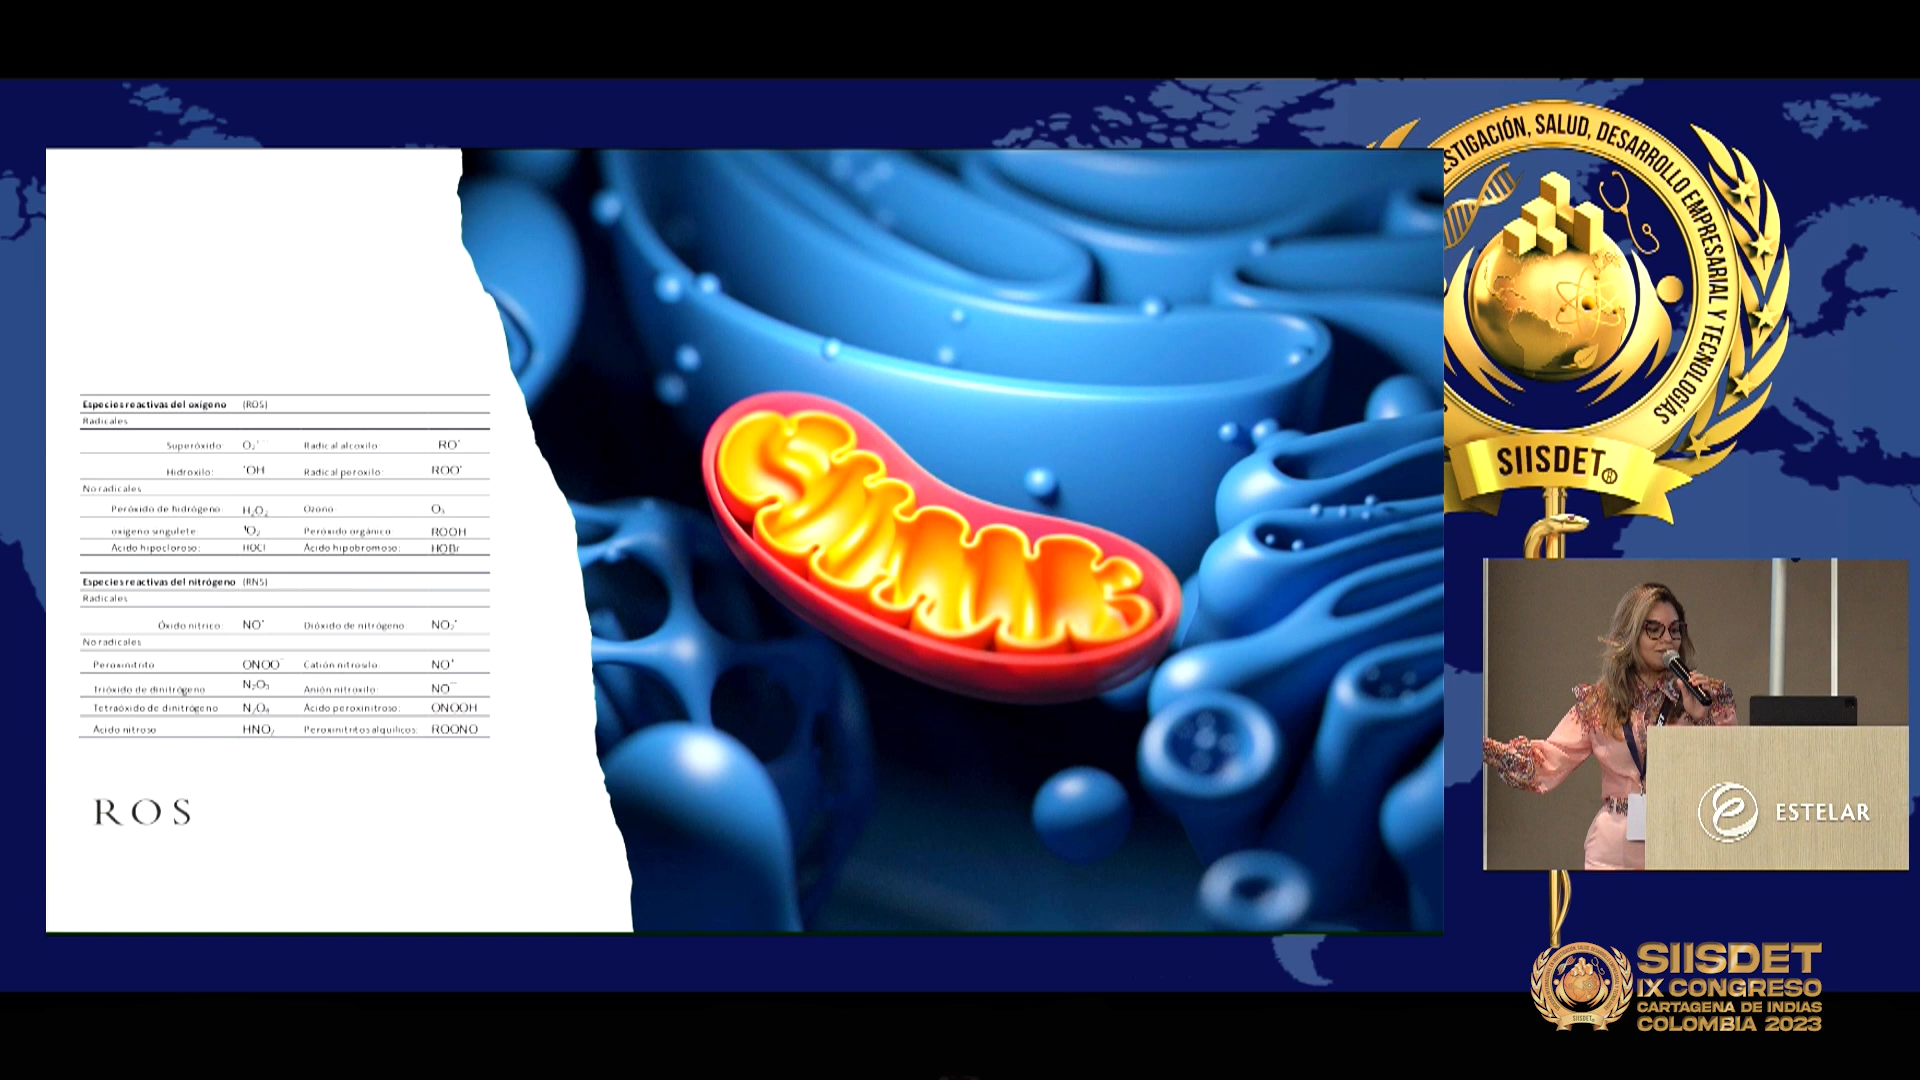 Especies reactivas del oxígeno (ROS)
Radicales
Superóxido: O₂˙⁻ Radical alcoxilo: RO˙
Hidroxilo: ˙OH Radical peroxilo: ROO˙
No radicales
Peróxido de hidrógeno: H₂O₂ Ozono: O₃
oxígeno singulete: ¹O₂ Peróxido orgánico: ROOH
Ácido hipocloroso: HOCl Ácido hipobromoso: HOBr
Especies reactivas del nitrógeno (RNS)
Radicales
Óxido nítrico: NO˙ Dióxido de nitrógeno: NO₂˙
No radicales
Peroxinitrito ONOO⁻ Catión nitrosilo: NO⁺
Trióxido de dinitrógeno N₂O₃ Anión nitroxilo: NO⁻
Tetraóxido de dinitrógeno N₂O₄ Ácido peroxinitroso: ONOOH
Ácido nitroso HNO₂ Peroxinitritos alquílicos: ROONO
ROS
STIGACIÓN, SALUD, DESARROLLO EMPRESARIAL Y TECNOLOGÍAS
SIISDET®
ESTELAR
SIISDET
IX CONGRESO
CARTAGENA DE INDIAS
COLOMBIA 2023